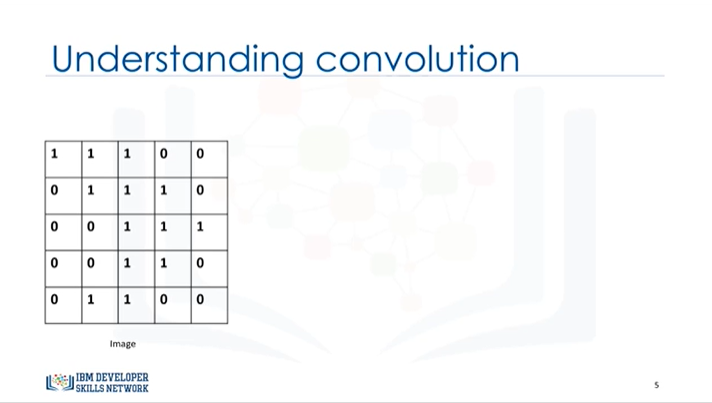 Understanding convolution
1 1 1 0 0
0 1 1 1 0
0 0 1 1 1
0 0 1 1 0
0 1 1 0 0
Image
IBM DEVELOPER
SKILLS NETWORK
5